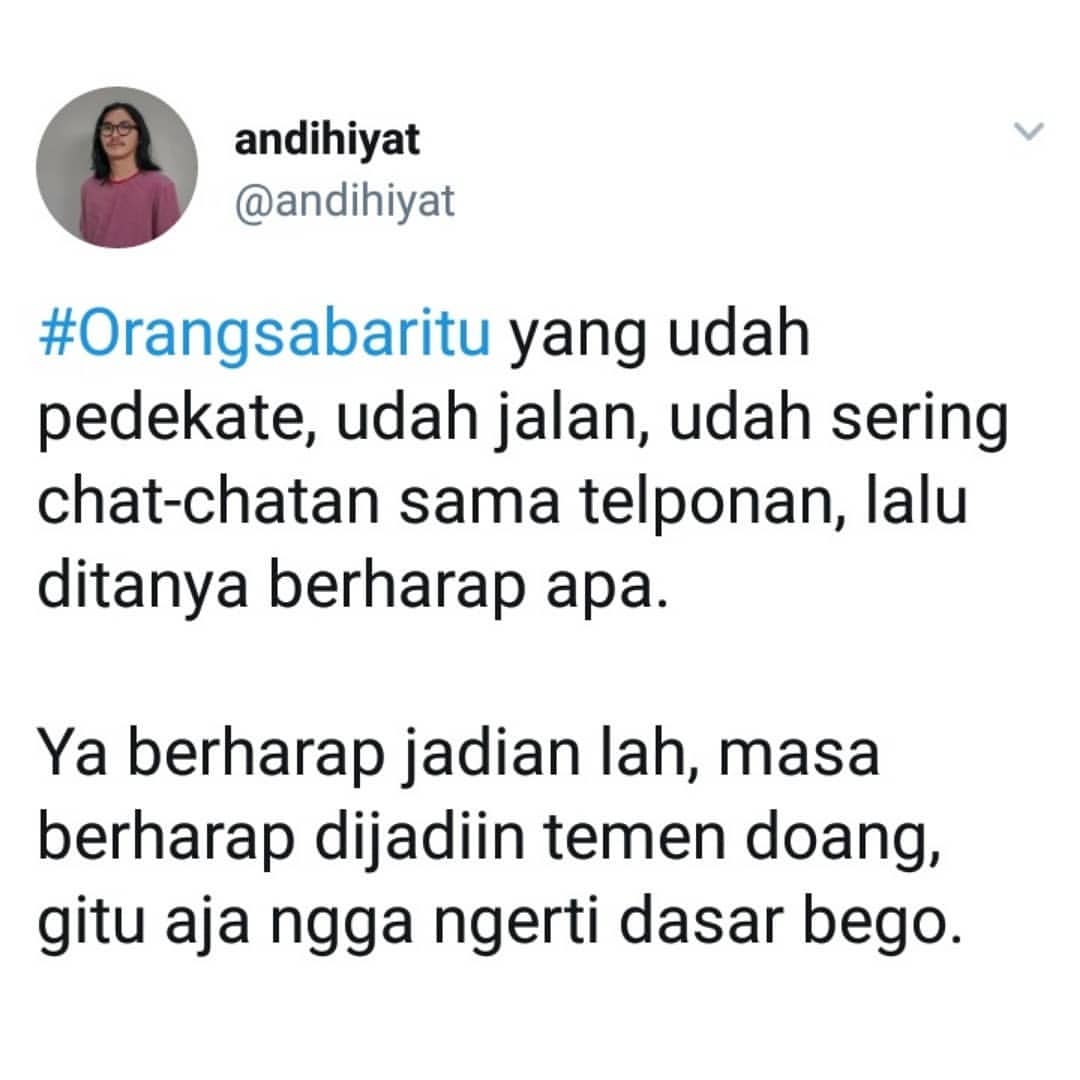 andihiyat
@andihiyat
#Orangsabaritu yang udah
pedekate, udah jalan, udah sering
chat-chatan sama telponan, lalu
ditanya berharap apa.
Ya berharap jadian lah, masa
berharap dijadiin temen doang,
gitu aja ngga ngerti dasar bego.